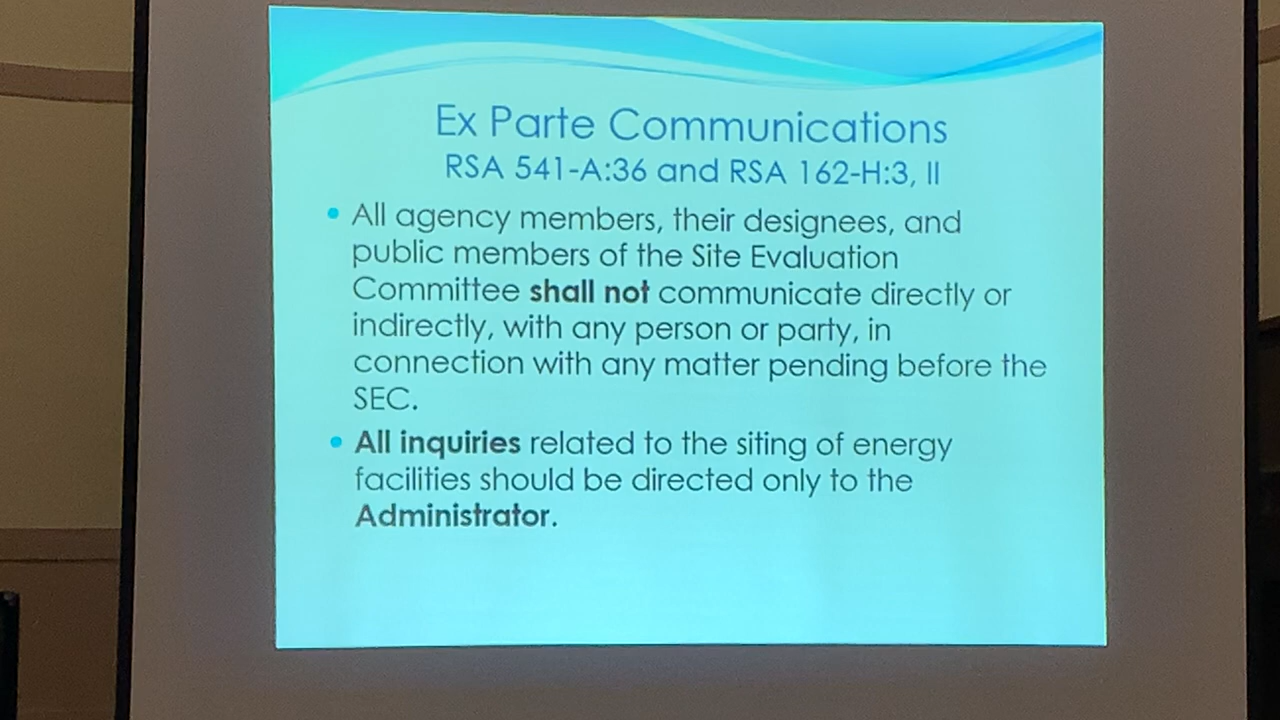 Ex Parte Communications
RSA 541-A:36 and RSA 162-H:3, II
• All agency members, their designees, and
public members of the Site Evaluation
Committee shall not communicate directly or
indirectly, with any person or party, in
connection with any matter pending before the
SEC.
• All inquiries related to the siting of energy
facilities should be directed only to the
Administrator.